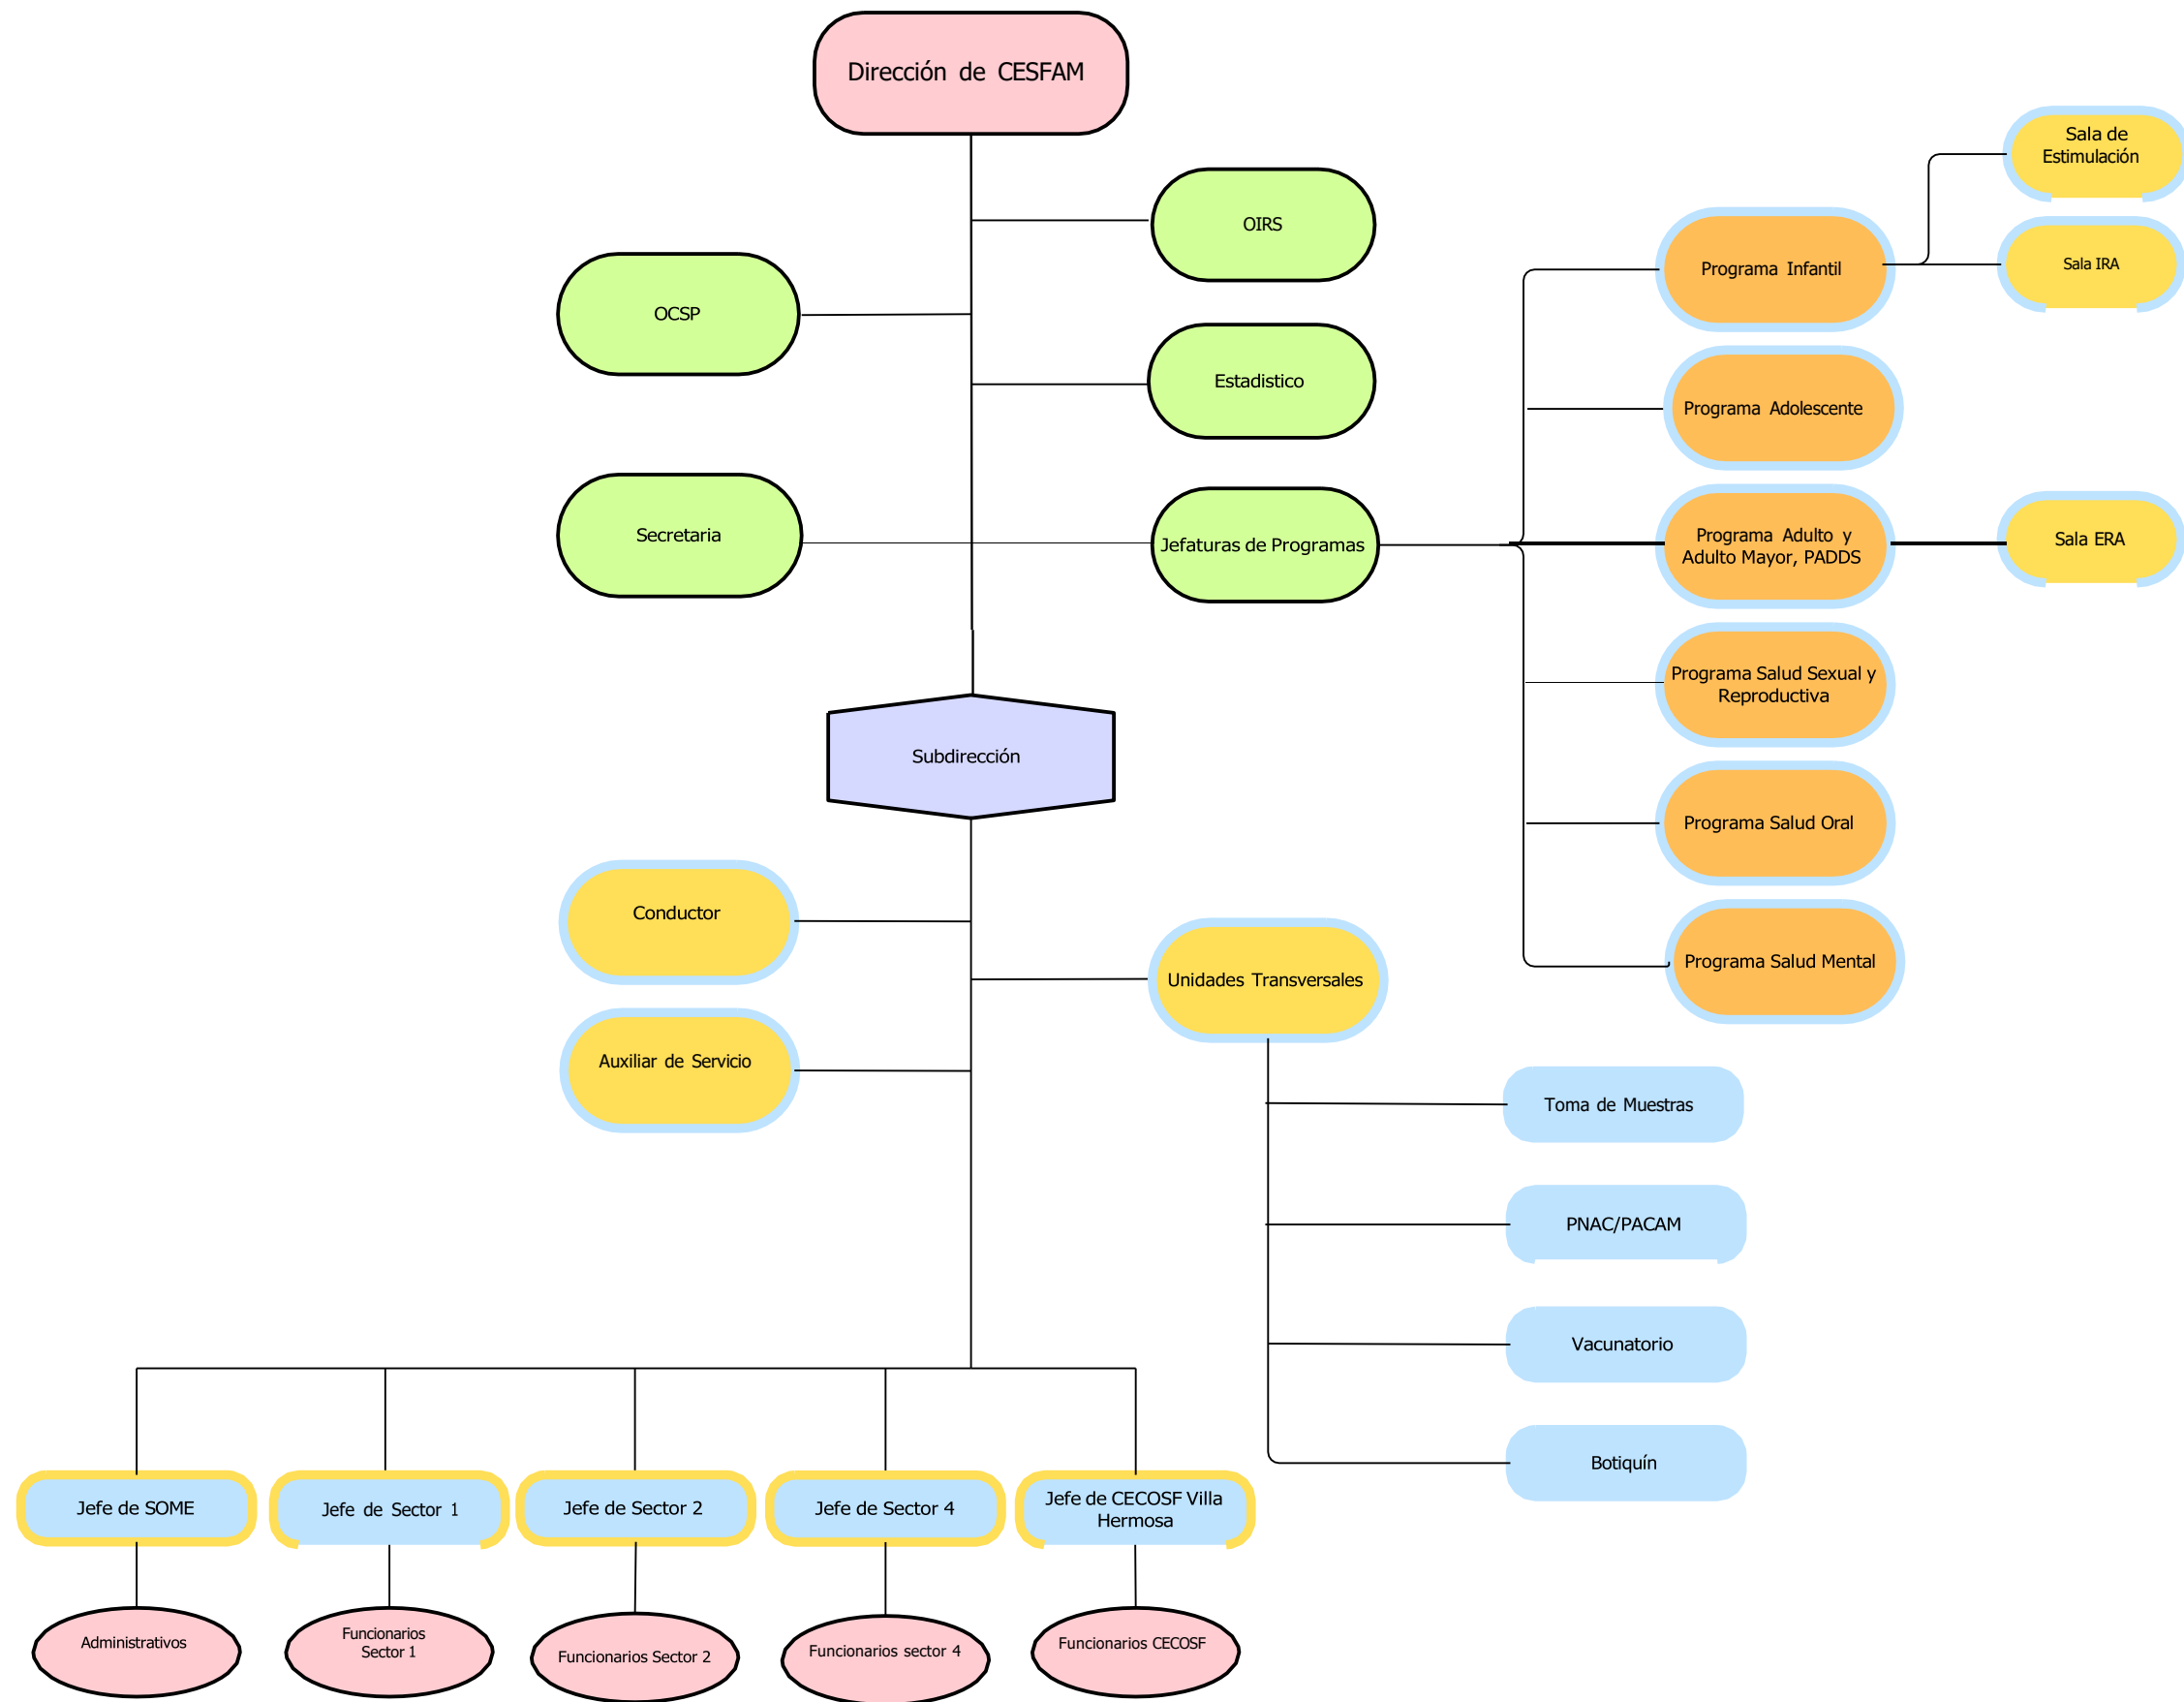 Dirección de CESFAM
Sala de
Estimulación
OIRS
Programa Infantil
Sala IRA
OCSP
Estadistico
Programa Adolescente
Secretaria
Jefaturas de Programas
Programa Adulto y
Adulto Mayor, PADDS
Sala ERA
Programa Salud Sexual y
Reproductiva
Subdirección
Programa Salud Oral
Conductor
Unidades Transversales
Programa Salud Mental
Auxiliar de Servicio
Toma de Muestras
PNAC/PACAM
Vacunatorio
Botiquín
Jefe de SOME
Jefe de Sector 1
Jefe de Sector 2
Jefe de Sector 4
Jefe de CECOSF Villa
Hermosa
Administrativos
Funcionarios
Sector 1
Funcionarios Sector 2
Funcionarios sector 4
Funcionarios CECOSF